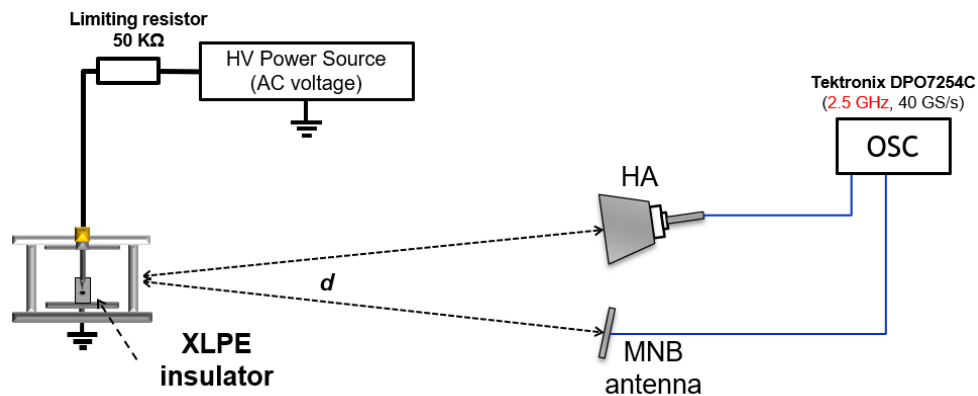 Limiting resistor
50 KΩ
HV Power Source
(AC voltage)
Tektronix DPO7254C
(2.5 GHz, 40 GS/s)
OSC
HA
d
XLPE
insulator
MNB
antenna